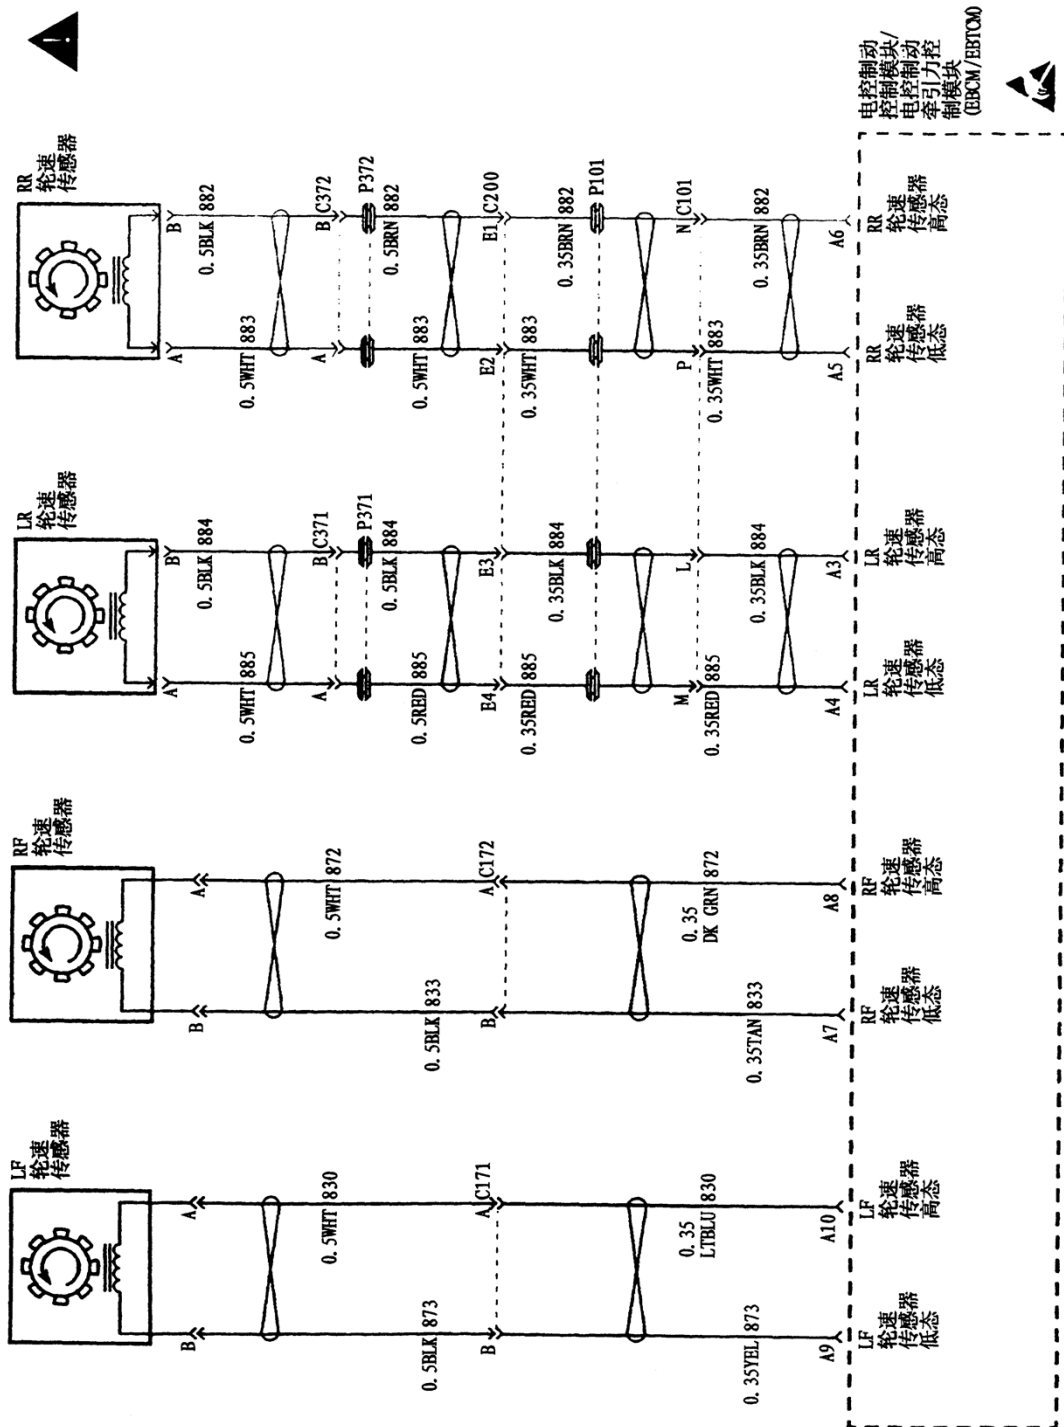 LF
轮速
传感器
RF
轮速
传感器
LR
轮速
传感器
RR
轮速
传感器
B
A
B
A
A
B
A
B
0.5WHT 830
0.5WHT 872
0.5WHT 885
0.5BLK 884
0.5WHT 883
0.5BLK 882
A
B C371
A
B C372
P371
P372
0.5BLK 873
0.5BLK 833
0.5RED 885
0.5BLK 884
0.5WHT 883
0.5BRN 882
B
A C171
B
A C172
E4
E3
E2
E1 C200
0.35RED 885
0.35BLK 884
0.35WHT 883
0.35BRN 882
P101
0.35
LTBLU 830
0.35
DK GRN 872
M
L
P
N C101
0.35YEL 873
0.35TAN 833
0.35RED 885
0.35BLK 884
0.35WHT 883
0.35BRN 882
A9
A10
A7
A8
A4
A3
A5
A6
LF
轮速
传感器
低态
LF
轮速
传感器
高态
RF
轮速
传感器
低态
RF
轮速
传感器
高态
LR
轮速
传感器
低态
LR
轮速
传感器
高态
RR
轮速
传感器
低态
RR
轮速
传感器
高态
电控制动
控制模块/
电控制动
牵引力控
制模块
(EBCM/EBTCM)